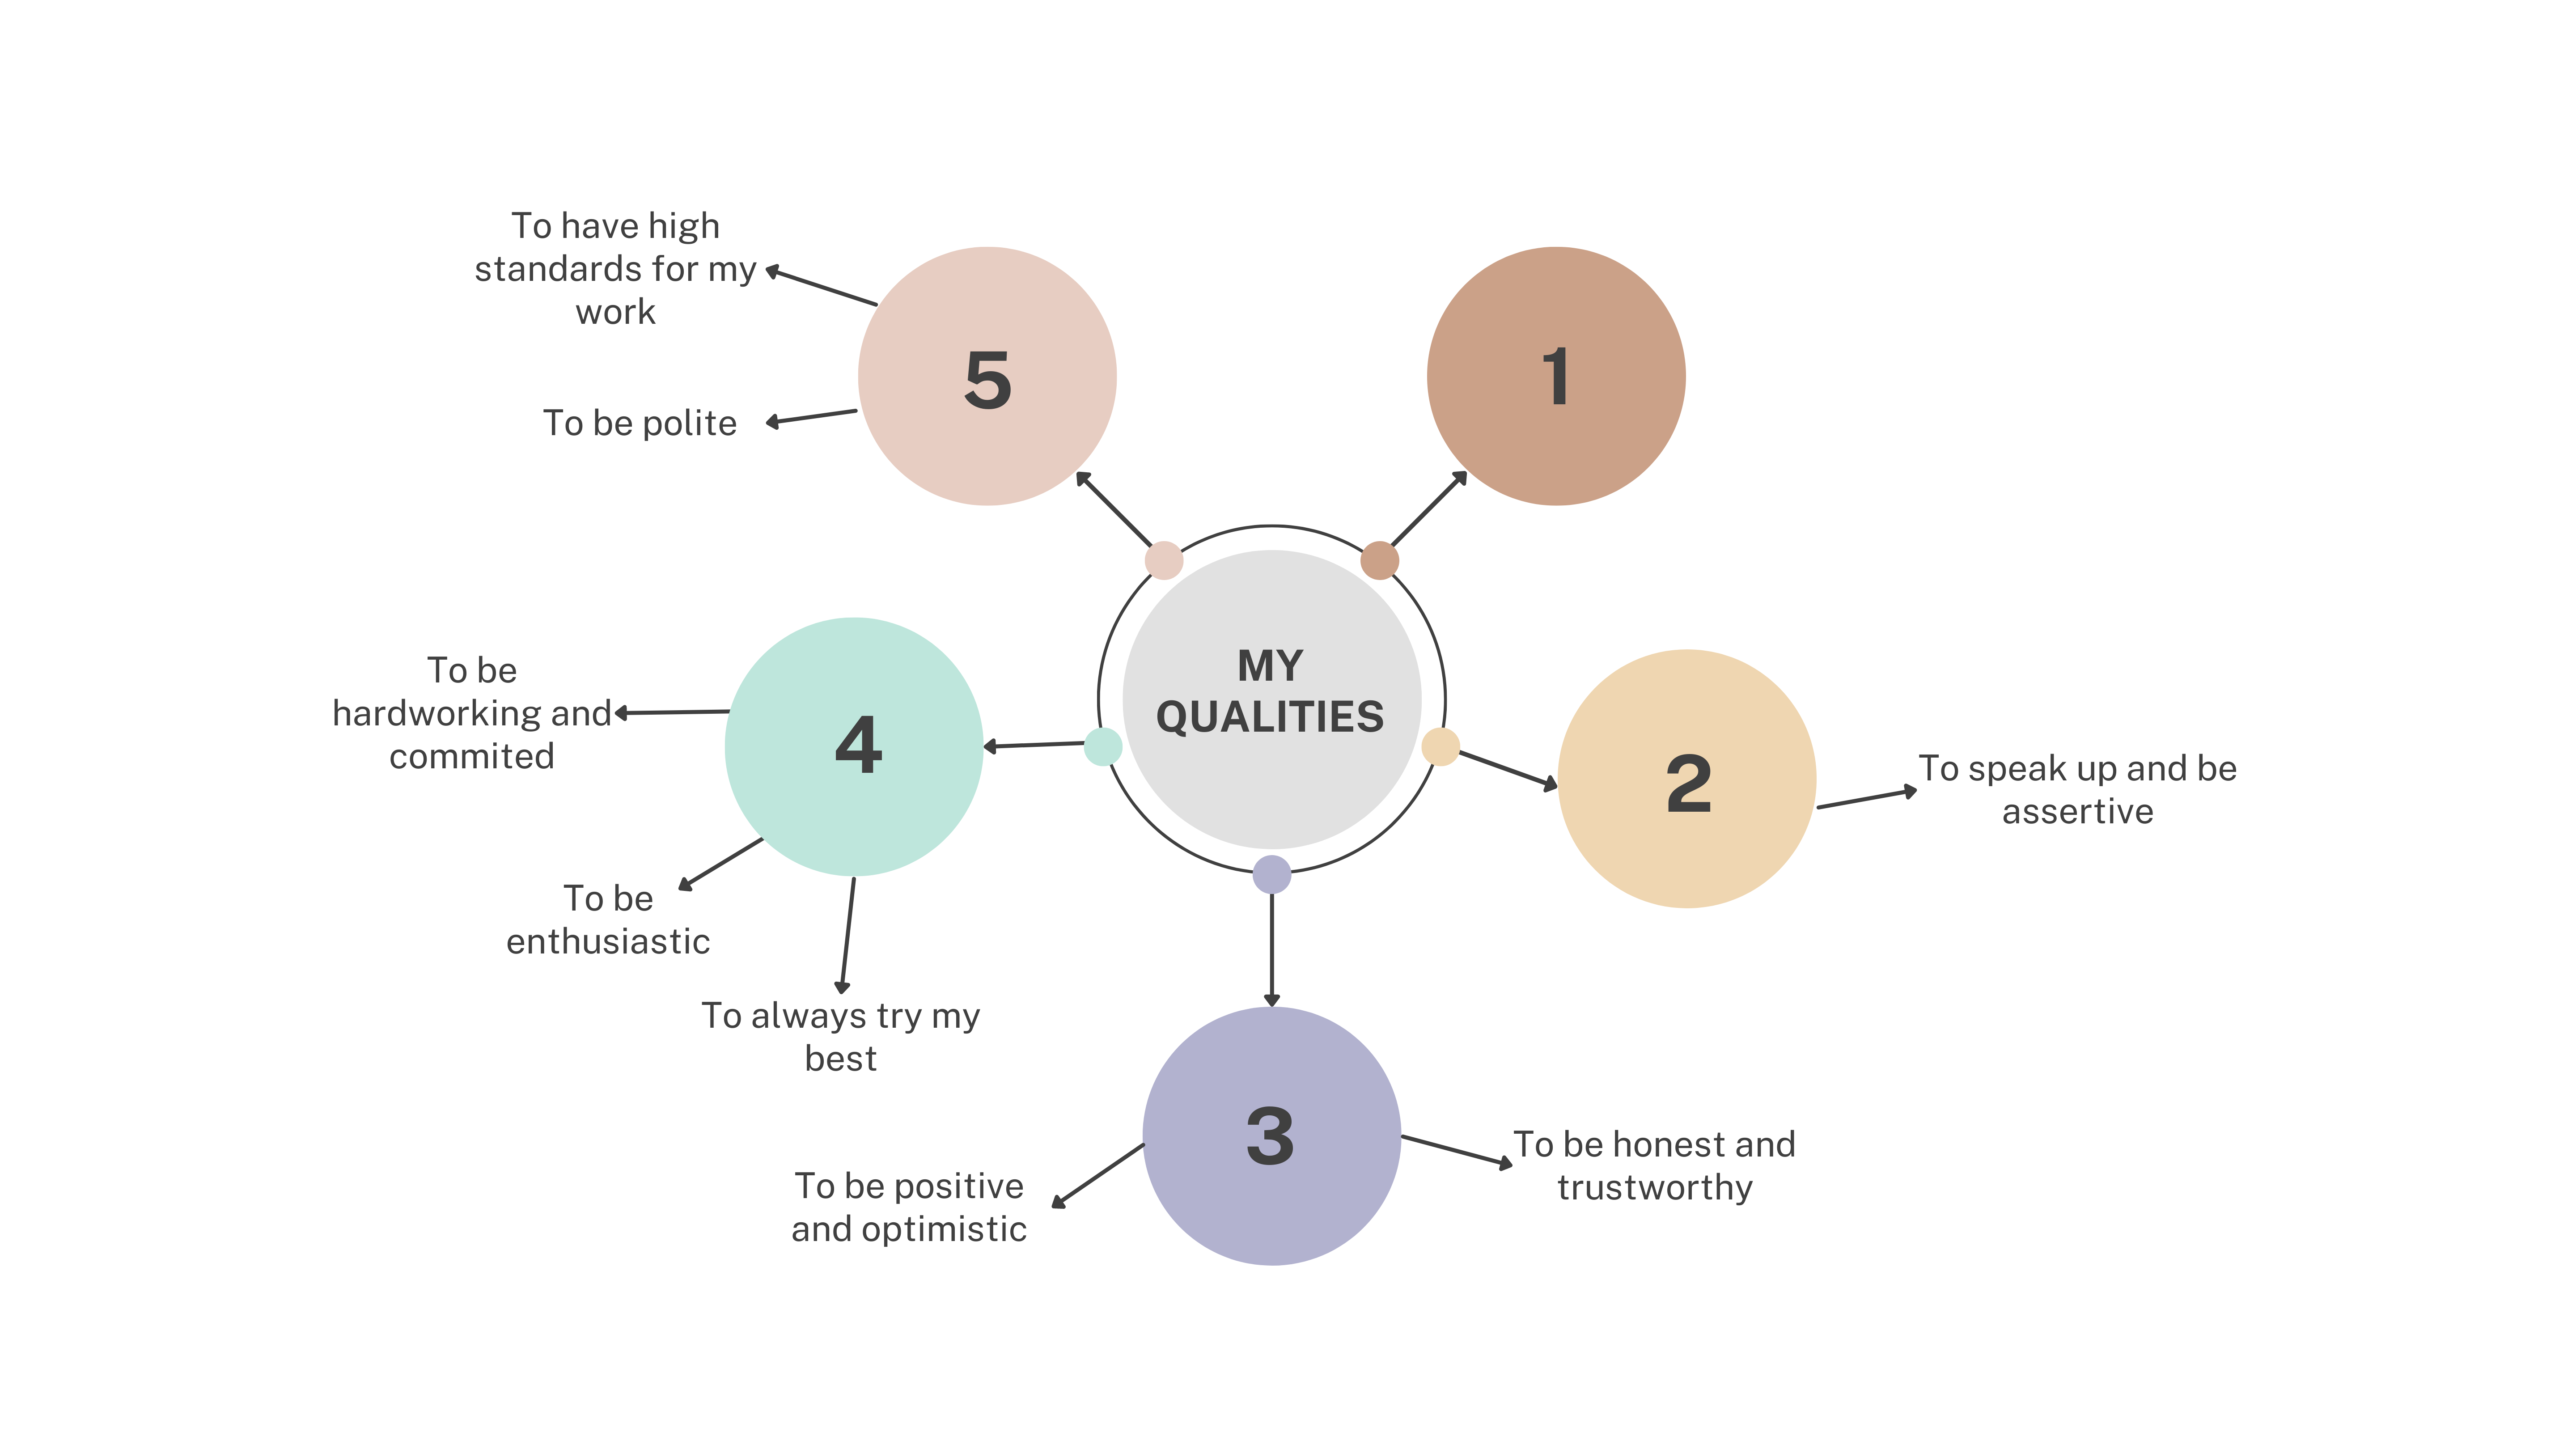 To have high
standards for my
work
5
To be polite
1
MY
QUALITIES
To be
hardworking and
commited
4
To be
enthusiastic
To always try my
best
2
To speak up and be
assertive
3
To be positive
and optimistic
To be honest and
trustworthy